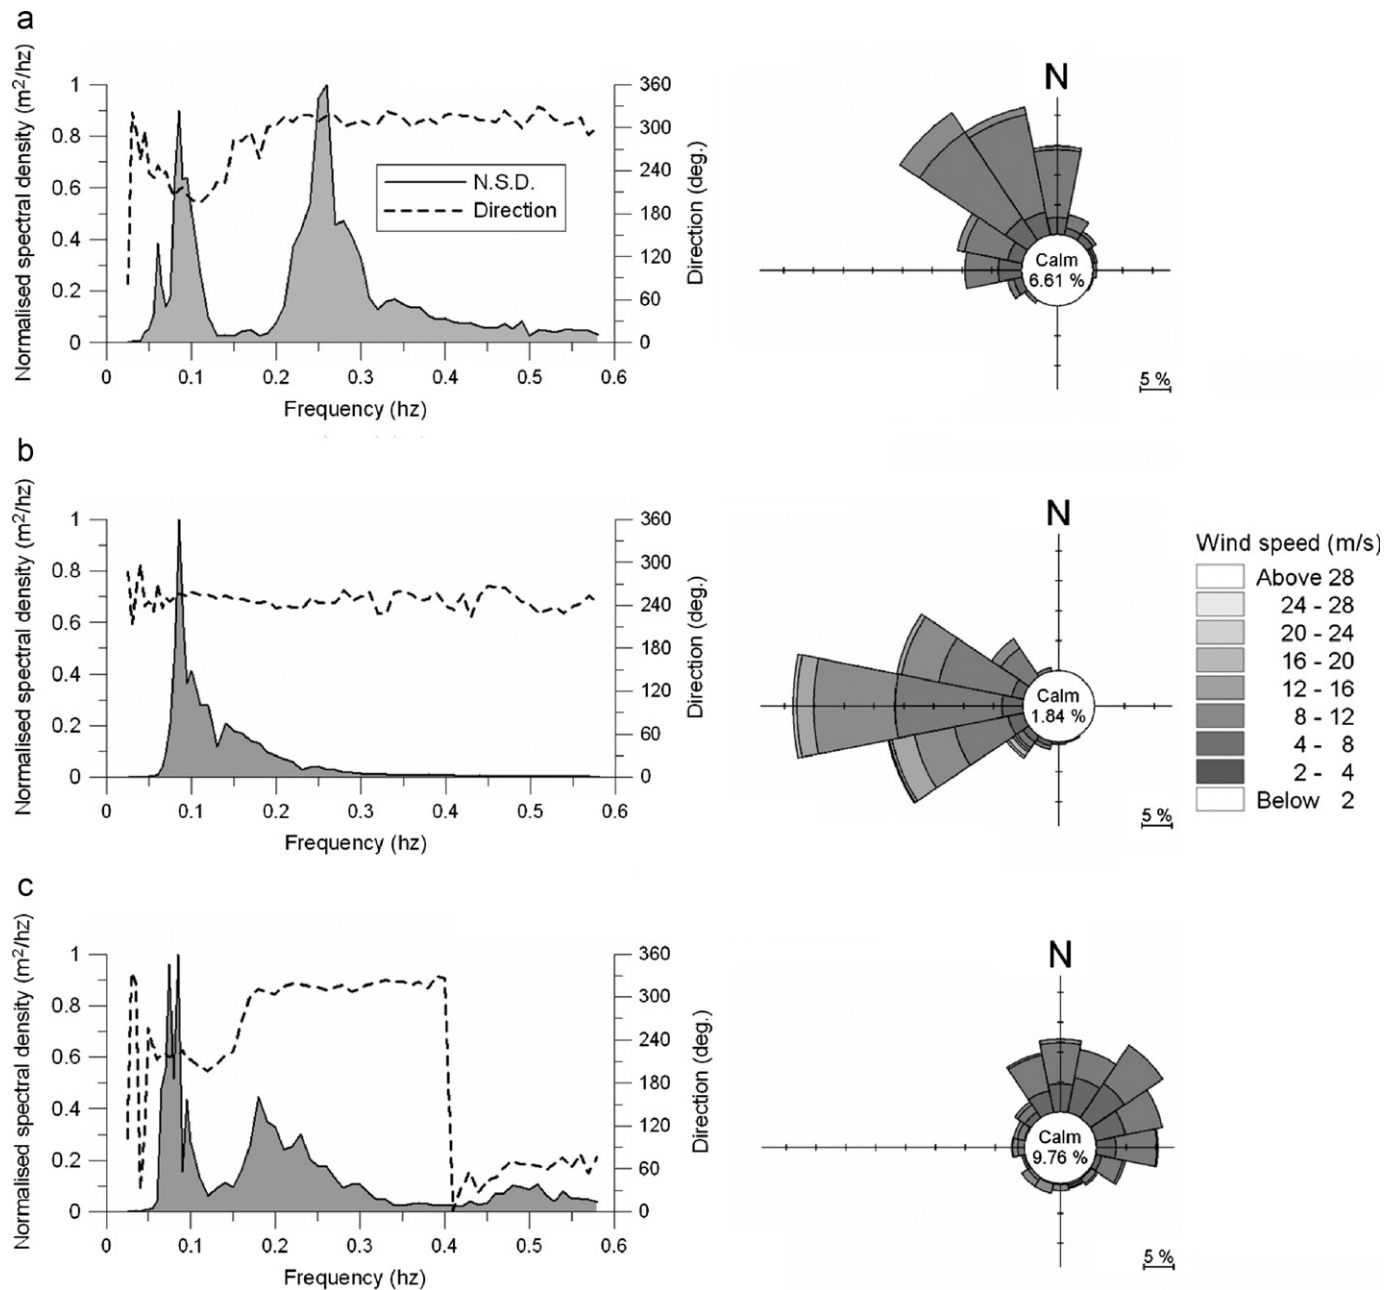 a
Normalised spectral density (m²/hz)
1
0.8
0.6
0.4
0.2
0
0
0.1
0.2
0.3
0.4
0.5
0.6
Frequency (hz)
360
300
240
180
120
60
0
Direction (deg.)
N.S.D.
Direction
N
Calm
6.61 %
5 %
b
Normalised spectral density (m²/hz)
1
0.8
0.6
0.4
0.2
0
0
0.1
0.2
0.3
0.4
0.5
0.6
Frequency (hz)
360
300
240
180
120
60
0
Direction (deg.)
N
Calm
1.84 %
5 %
Wind speed (m/s)
Above 28
24 - 28
20 - 24
16 - 20
12 - 16
8 - 12
4 - 8
2 - 4
Below 2
c
Normalised spectral density (m²/hz)
1
0.8
0.6
0.4
0.2
0
0
0.1
0.2
0.3
0.4
0.5
0.6
Frequency (hz)
360
300
240
180
120
60
0
Direction (deg.)
N
Calm
9.76 %
5 %